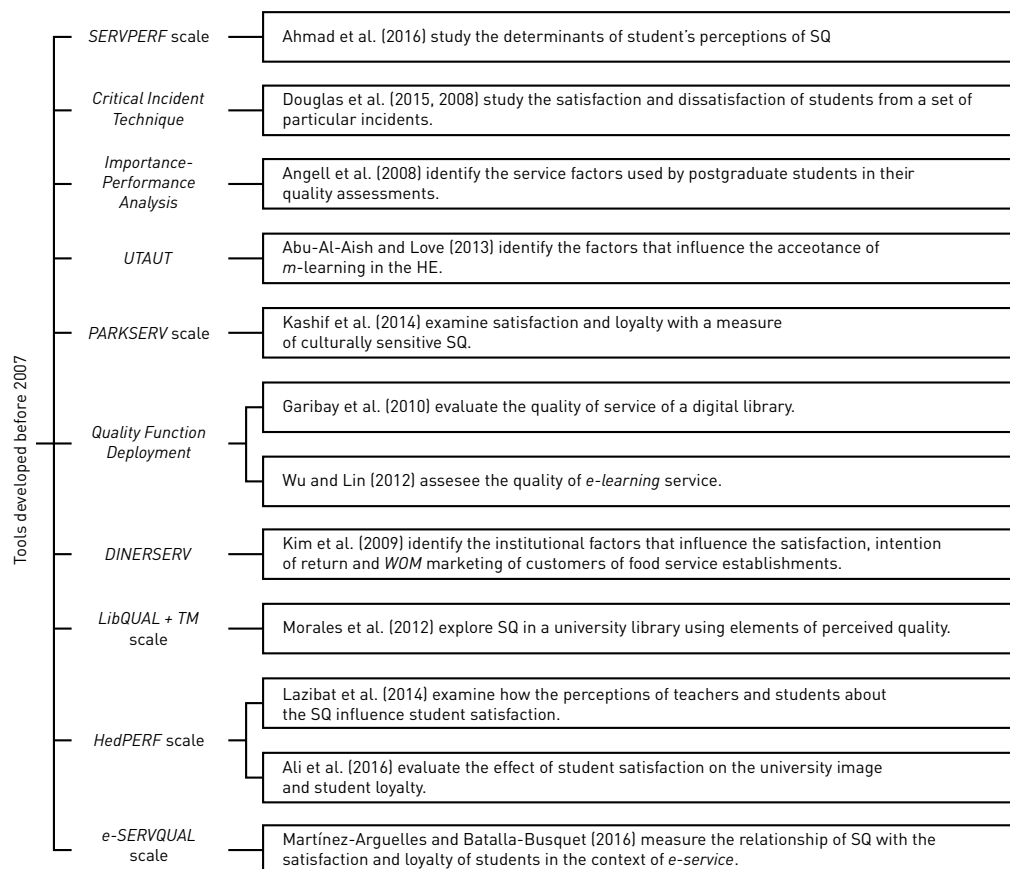 Tools developed before 2007
SERVPERF scale
Ahmad et al. (2016) study the determinants of student's perceptions of SQ
Critical Incident
Technique
Douglas et al. (2015, 2008) study the satisfaction and dissatisfaction of students from a set of
particular incidents.
Importance-
Performance
Analysis
Angell et al. (2008) identify the service factors used by postgraduate students in their
quality assessments.
UTAUT
Abu-Al-Aish and Love (2013) identify the factors that influence the acceotance of
m-learning in the HE.
PARKSERV scale
Kashif et al. (2014) examine satisfaction and loyalty with a measure
of culturally sensitive SQ.
Quality Function
Deployment
Garibay et al. (2010) evaluate the quality of service of a digital library.
Wu and Lin (2012) assesee the quality of e-learning service.
DINERSERV
Kim et al. (2009) identify the institutional factors that influence the satisfaction, intention
of return and WOM marketing of customers of food service establishments.
LibQUAL + TM
scale
Morales et al. (2012) explore SQ in a university library using elements of perceived quality.
HedPERF scale
Lazibat et al. (2014) examine how the perceptions of teachers and students about
the SQ influence student satisfaction.
Ali et al. (2016) evaluate the effect of student satisfaction on the university image
and student loyalty.
e-SERVQUAL
scale
Martínez-Arguelles and Batalla-Busquet (2016) measure the relationship of SQ with the
satisfaction and loyalty of students in the context of e-service.